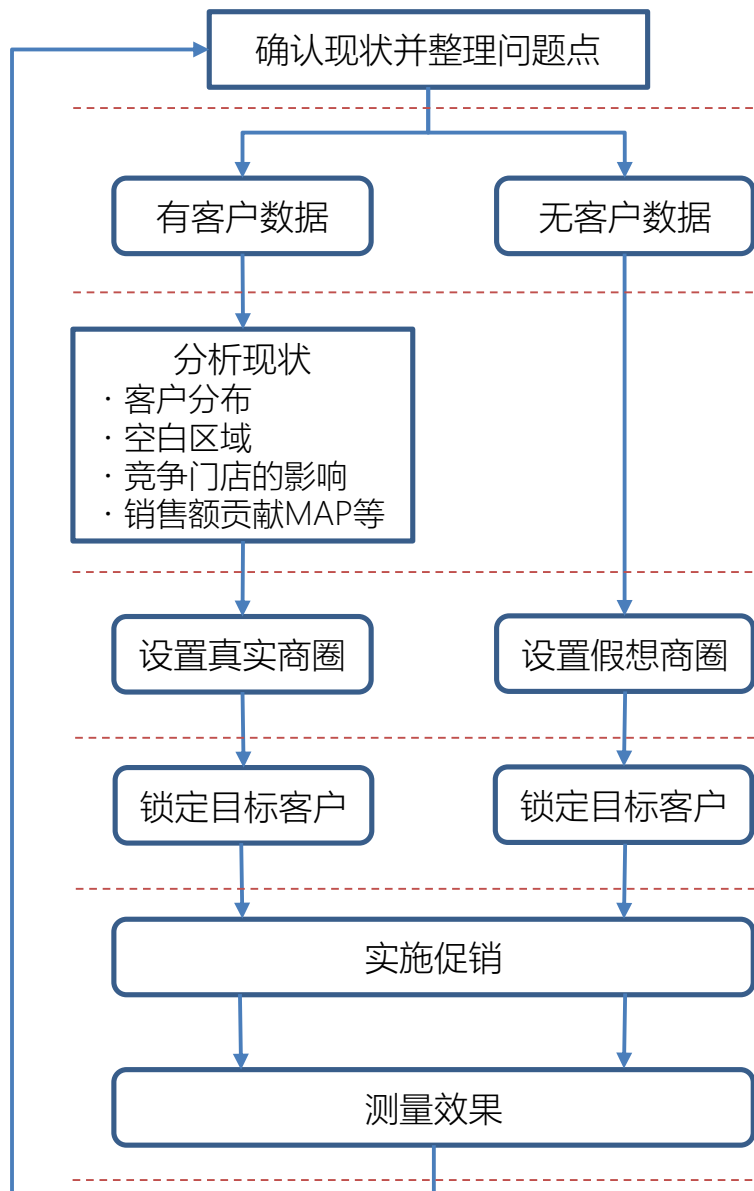 确认现状并整理问题点
有客户数据
无客户数据
分析现状
· 客户分布
· 空白区域
· 竞争门店的影响
· 销售额贡献MAP等
设置真实商圈
设置假想商圈
锁定目标客户
锁定目标客户
实施促销
测量效果